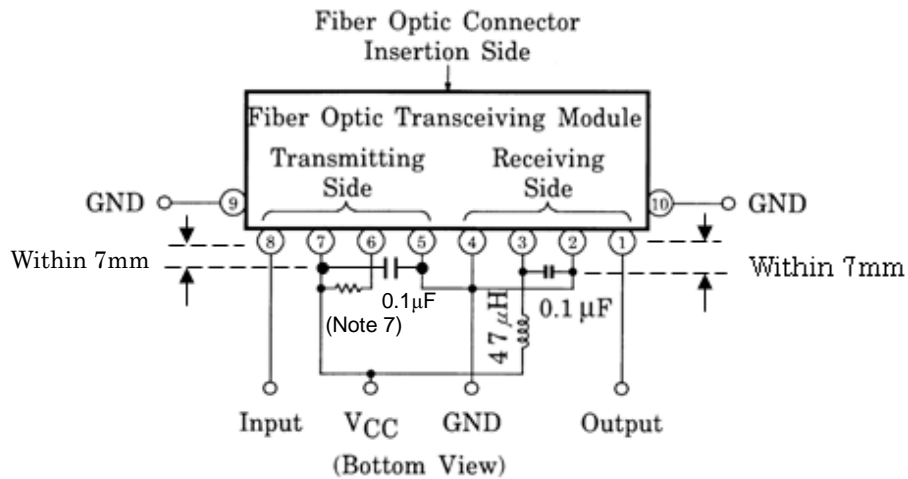 Fiber Optic Connector
Insertion Side
Fiber Optic Transceiving Module
Transmitting
Side
Receiving
Side
GND
9
10
GND
8
7
6
5
4
3
2
1
Within 7mm
Within 7mm
0.1μF
(Note 7)
47μH
0.1μF
Input
VCC
GND
Output
(Bottom View)